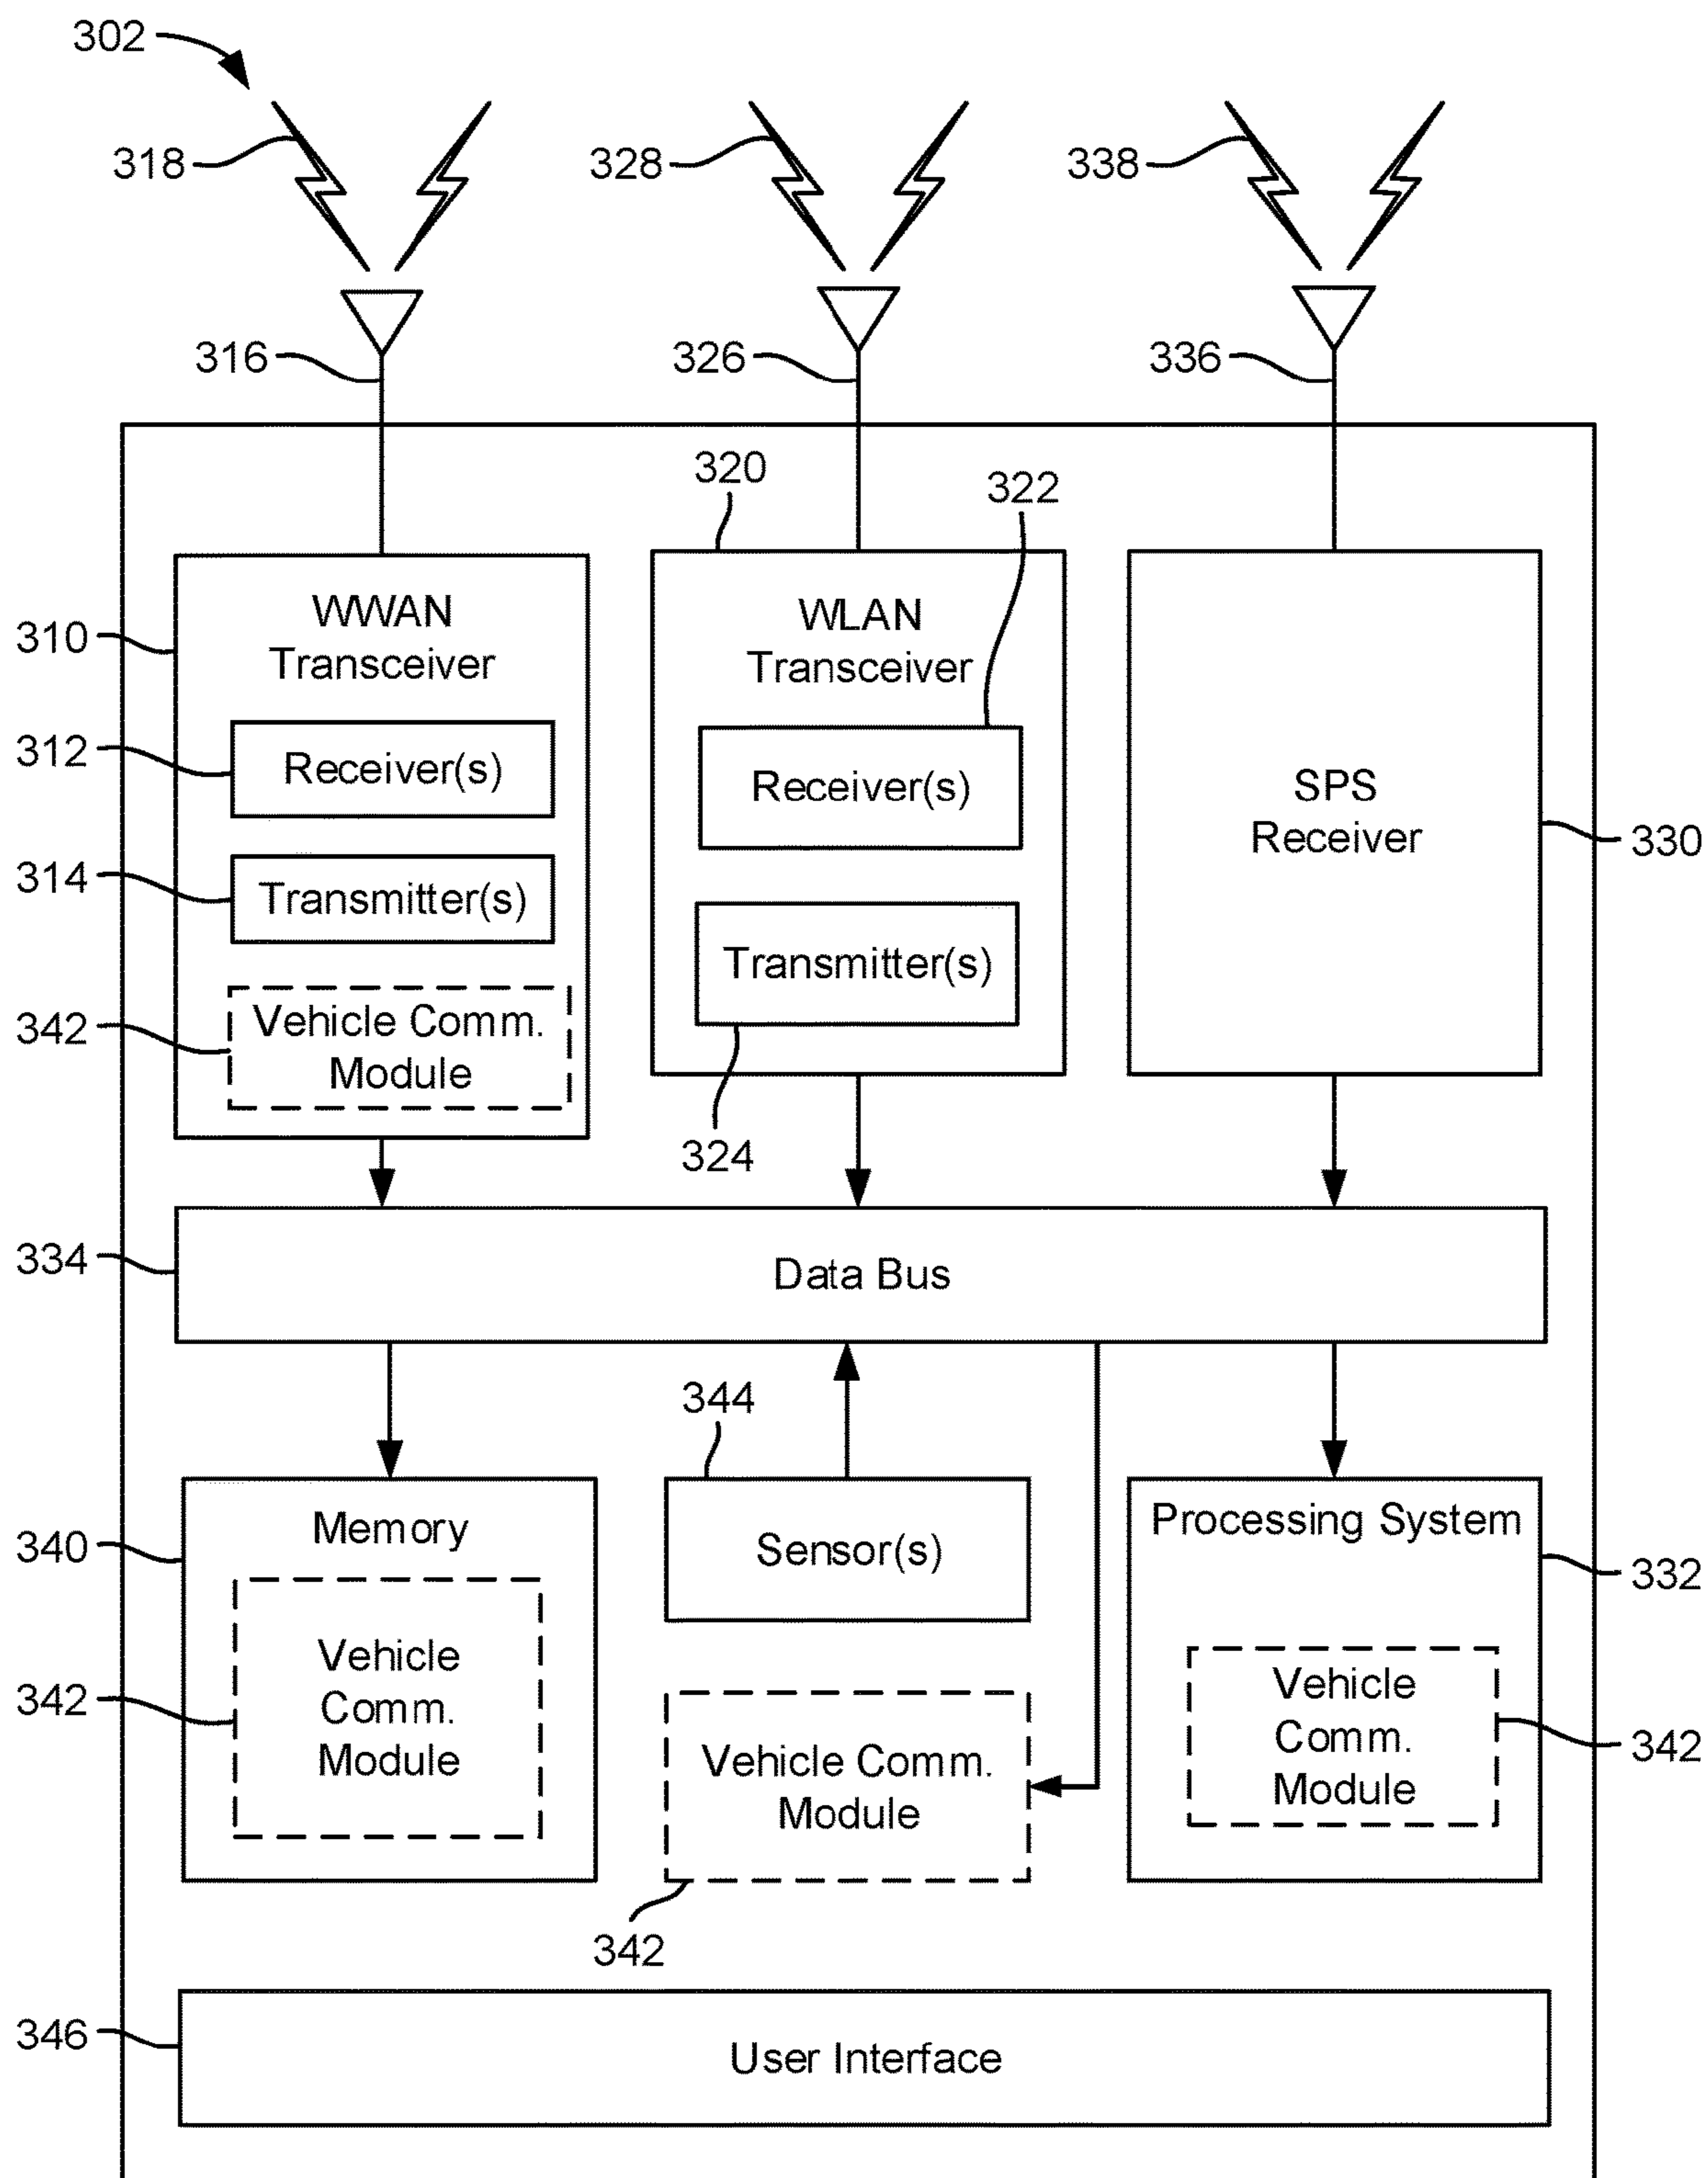 302
318
328
338
316
326
336
320
322
310
WWAN
Transceiver
WLAN
Transceiver
312
Receiver(s)
Receiver(s)
SPS
Receiver
330
314
Transmitter(s)
Transmitter(s)
342
Vehicle Comm.
Module
324
334
Data Bus
344
340
Memory
Sensor(s)
Processing System
332
342
Vehicle
Comm.
Module
Vehicle Comm.
Module
Vehicle
Comm.
Module
342
342
346
User Interface